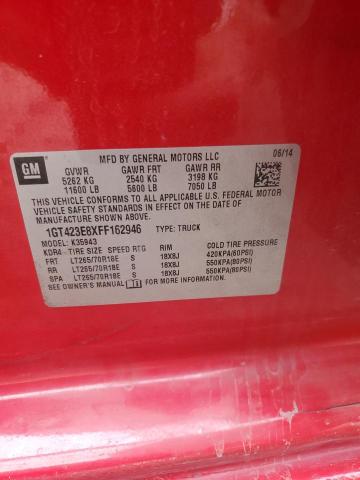 GM
MFD BY GENERAL MOTORS LLC
06/14
GVWR GAWR FRT GAWR RR
5262 KG 2540 KG 3198 KG
11600 LB 5600 LB 7050 LB
THIS VEHICLE CONFORMS TO ALL APPLICABLE U.S. FEDERAL MOTOR
VEHICLE SAFETY STANDARDS IN EFFECT ON THE DATE OF
MANUFACTURE SHOWN ABOVE.
1GT423E8XFF162946 TYPE: TRUCK
MODEL: K35943
KDRA TIRE SIZE SPEED RTG RIM COLD TIRE PRESSURE
FRT LT265/70R18E S 18X8J 420KPA(60PSI)
RR LT265/70R18E S 18X8J 550KPA(80PSI)
SPA LT265/70R18E S 18X8J 550KPA(80PSI)
SEE OWNER'S MANUAL FOR MORE INFORMATION